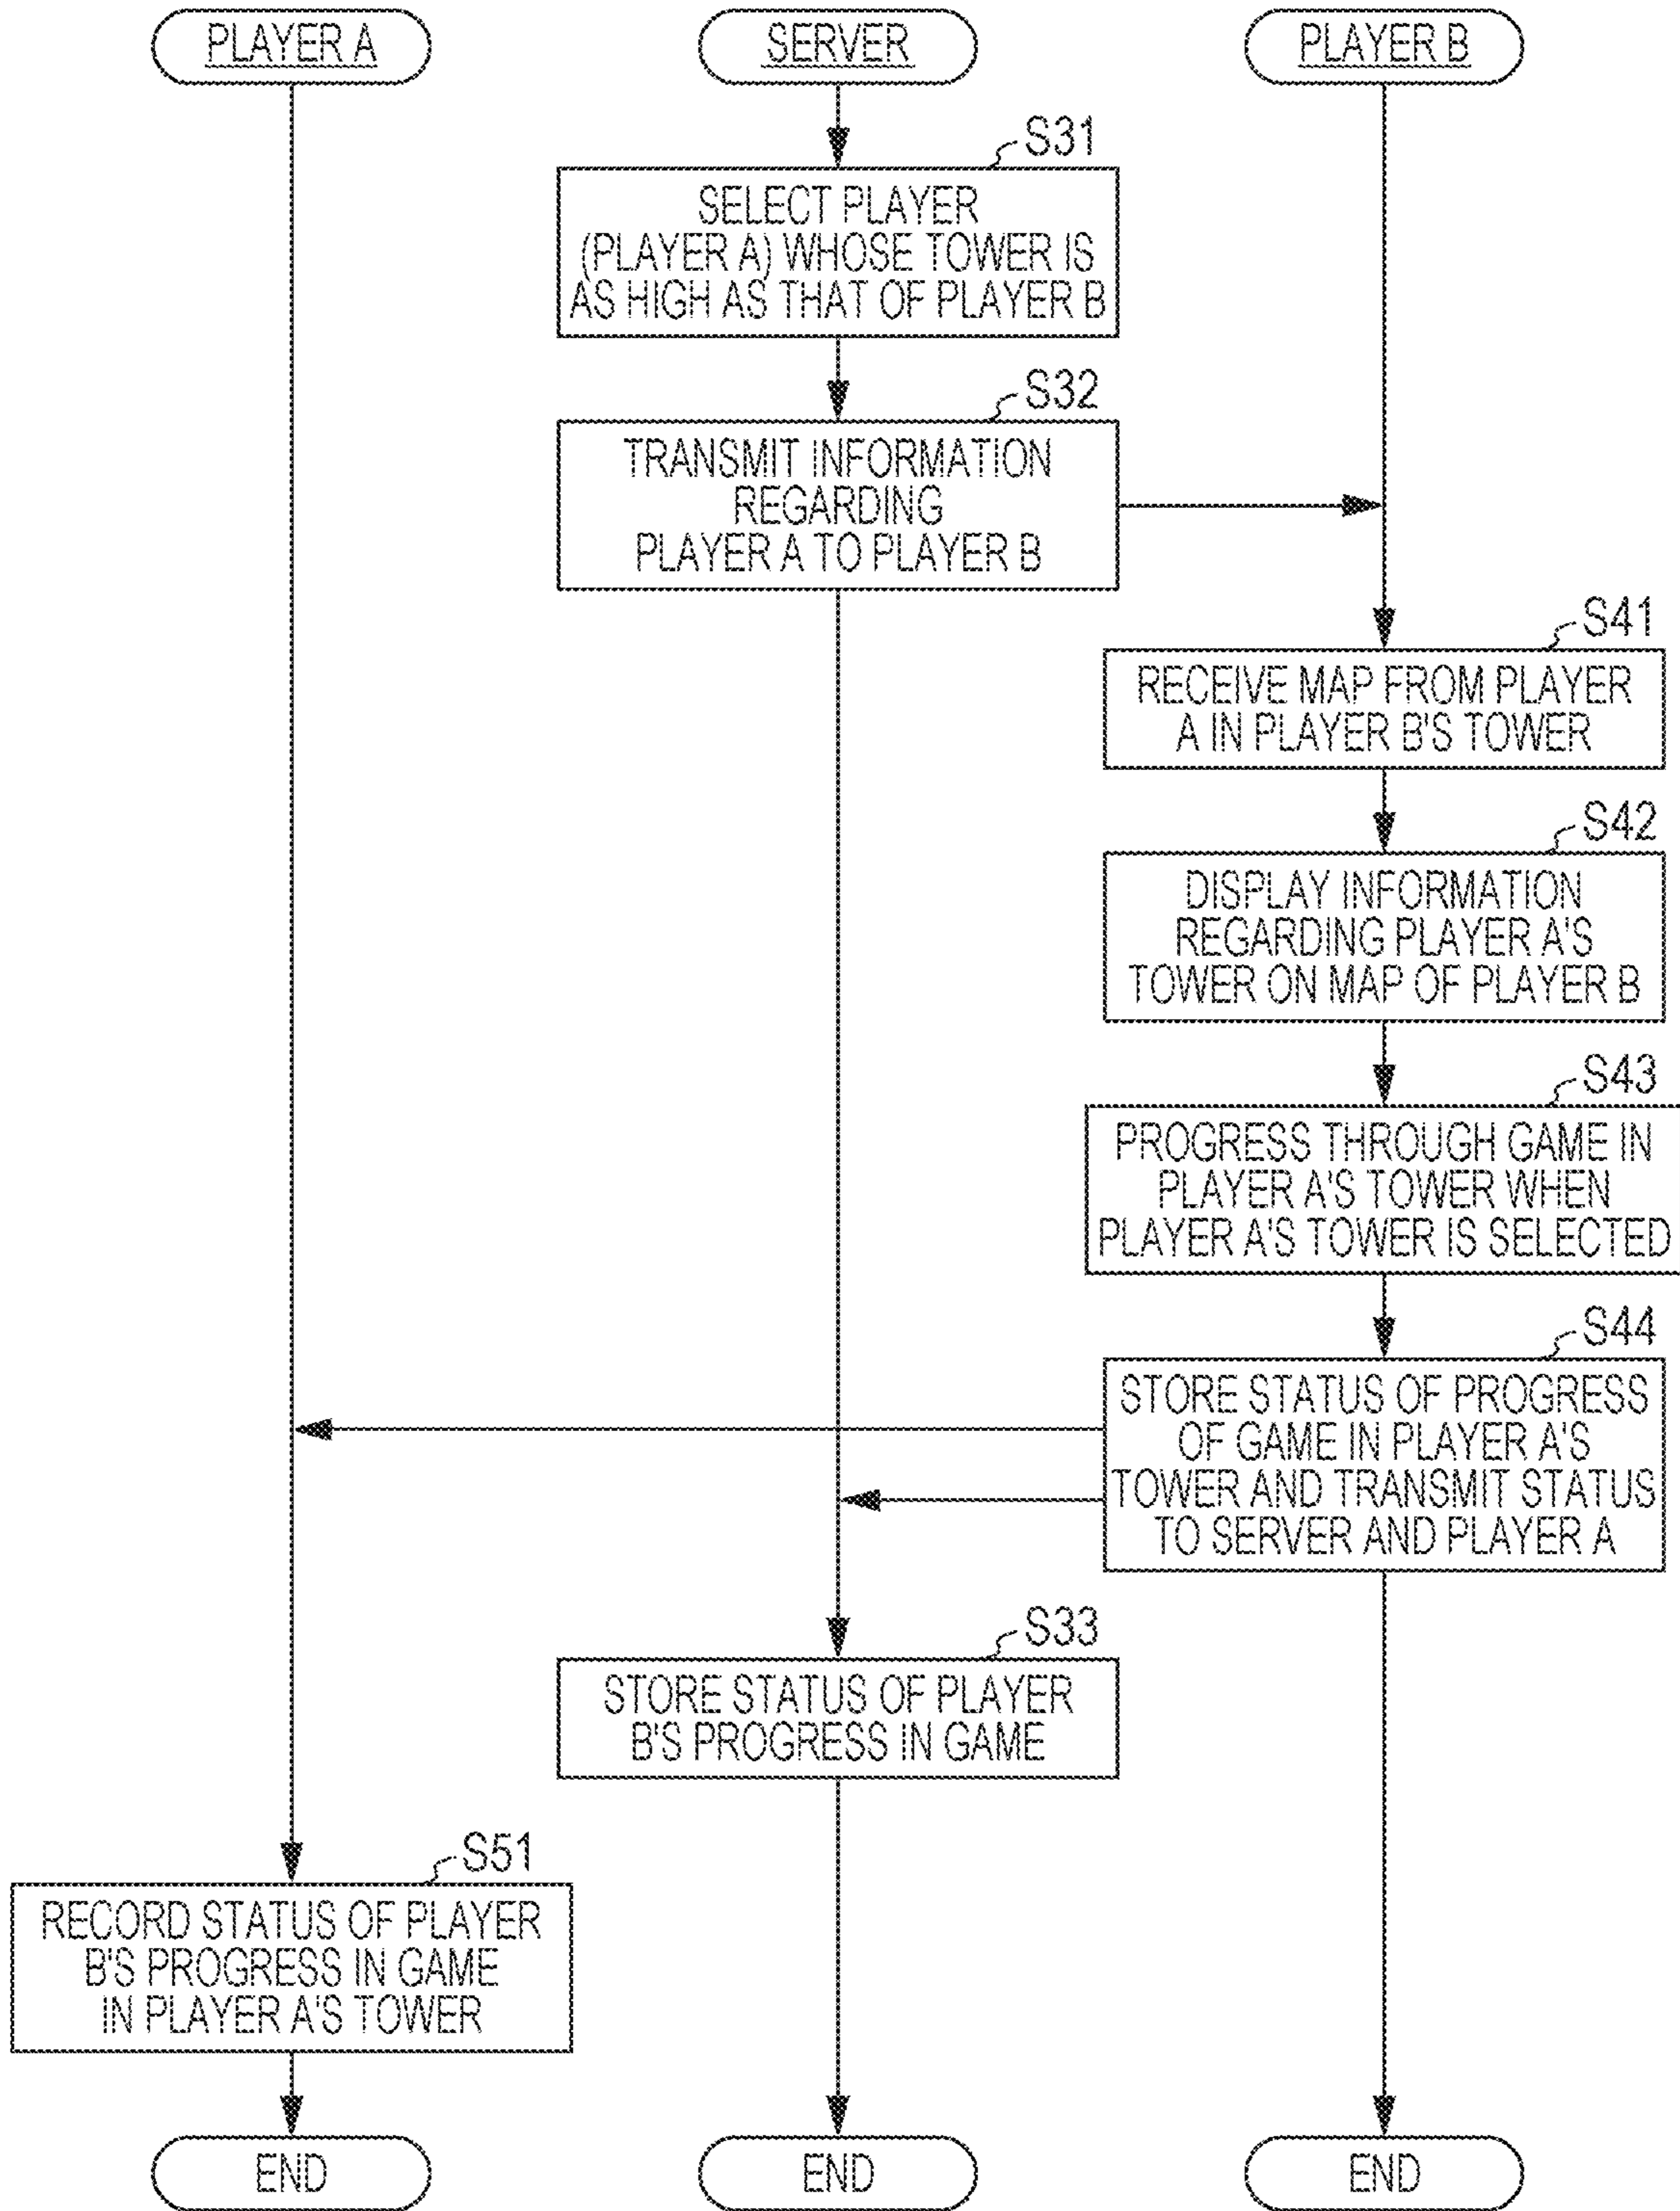 PLAYER A
SERVER
PLAYER B
S31
SELECT PLAYER
(PLAYER A) WHOSE TOWER IS
AS HIGH AS THAT OF PLAYER B
S32
TRANSMIT INFORMATION
REGARDING
PLAYER A TO PLAYER B
S41
RECEIVE MAP FROM PLAYER
A IN PLAYER B'S TOWER
S42
DISPLAY INFORMATION
REGARDING PLAYER A'S
TOWER ON MAP OF PLAYER B
S43
PROGRESS THROUGH GAME IN
PLAYER A'S TOWER WHEN
PLAYER A'S TOWER IS SELECTED
S44
STORE STATUS OF PROGRESS
OF GAME IN PLAYER A'S
TOWER AND TRANSMIT STATUS
TO SERVER AND PLAYER A
S33
STORE STATUS OF PLAYER
B'S PROGRESS IN GAME
S51
RECORD STATUS OF PLAYER
B'S PROGRESS IN GAME
IN PLAYER A'S TOWER
END
END
END